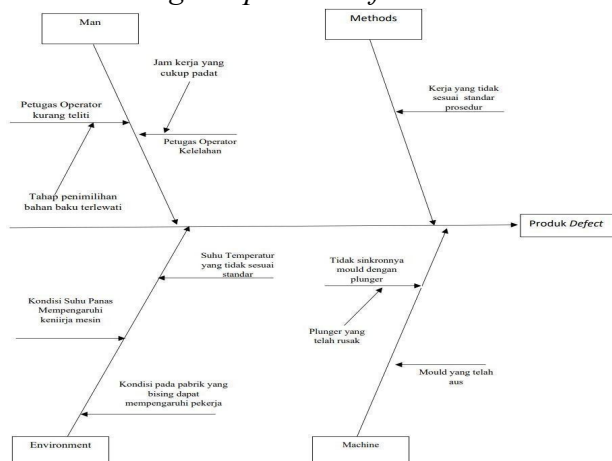 Man
Methods
Jam kerja yang
cukup padat
Kerja yang tidak
sesuai standar
prosedur
Petugas Operator
kurang teliti
Petugas Operator
Kelelahan
Tahap penimilihan
bahan baku terlewati
Produk Defect
Suhu Temperatur
yang tidak sesuai
standar
Tidak sinkronnya
mould dengan
plunger
Kondisi Suhu Panas
Mempengaruhi
keniirja mesin
Plunger yang
telah rusak
Kondisi pada pabrik yang
bising dapat
mempengaruhi pekerja
Mould yang telah
aus
Environment
Machine